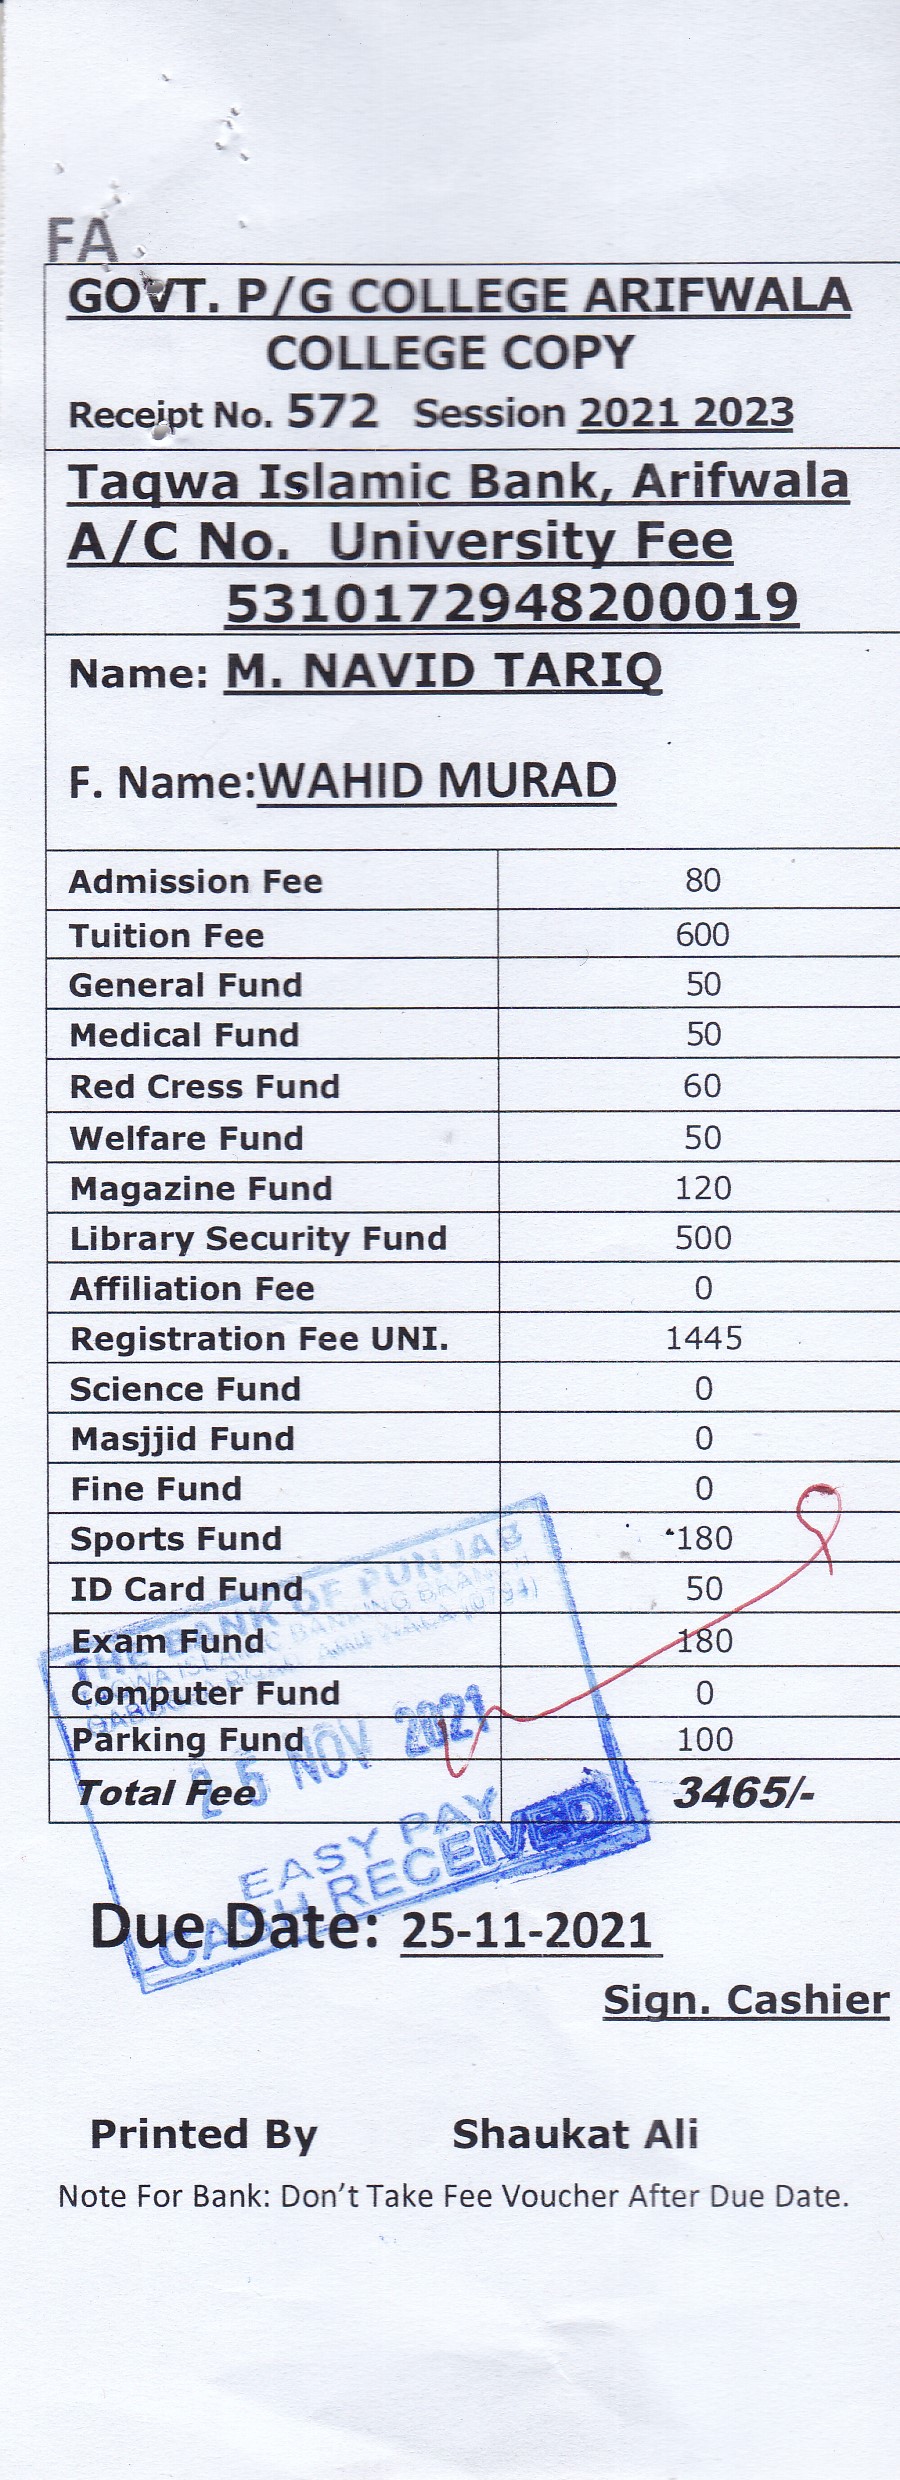 FA
GOVT. P/G COLLEGE ARIFWALA
COLLEGE COPY
Receipt No. 572 Session 2021 2023
Taqwa Islamic Bank, Arifwala
A/C No. University Fee
5310172948200019
Name: M. NAVID TARIQ
F. Name:WAHID MURAD
Admission Fee 80
Tuition Fee 600
General Fund 50
Medical Fund 50
Red Cress Fund 60
Welfare Fund 50
Magazine Fund 120
Library Security Fund 500
Affiliation Fee 0
Registration Fee UNI. 1445
Science Fund 0
Masjjid Fund 0
Fine Fund 0
Sports Fund 180
ID Card Fund 50
Exam Fund 180
Computer Fund 0
Parking Fund 100
Total Fee 3465/-
THE BANK OF PUNJAB
TAQWA ISLAMIC BANKING BRANCH
25 NOV 2021
EASY PAY
CASH RECEIVED
Due Date: 25-11-2021
Sign. Cashier
Printed By Shaukat Ali
Note For Bank: Don't Take Fee Voucher After Due Date.